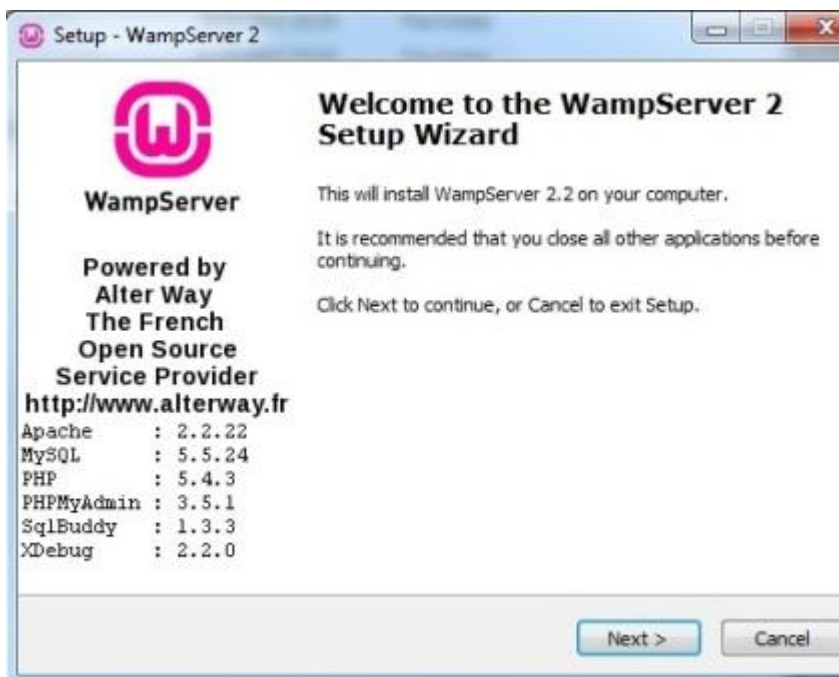 Setup - WampServer 2
WampServer
Powered by
Alter Way
The French
Open Source
Service Provider
http://www.alterway.fr
Apache : 2.2.22
MySQL : 5.5.24
PHP : 5.4.3
PHPMyAdmin : 3.5.1
SqlBuddy : 1.3.3
XDebug : 2.2.0
Welcome to the WampServer 2
Setup Wizard
This will install WampServer 2.2 on your computer.
It is recommended that you close all other applications before
continuing.
Click Next to continue, or Cancel to exit Setup.
Next >
Cancel